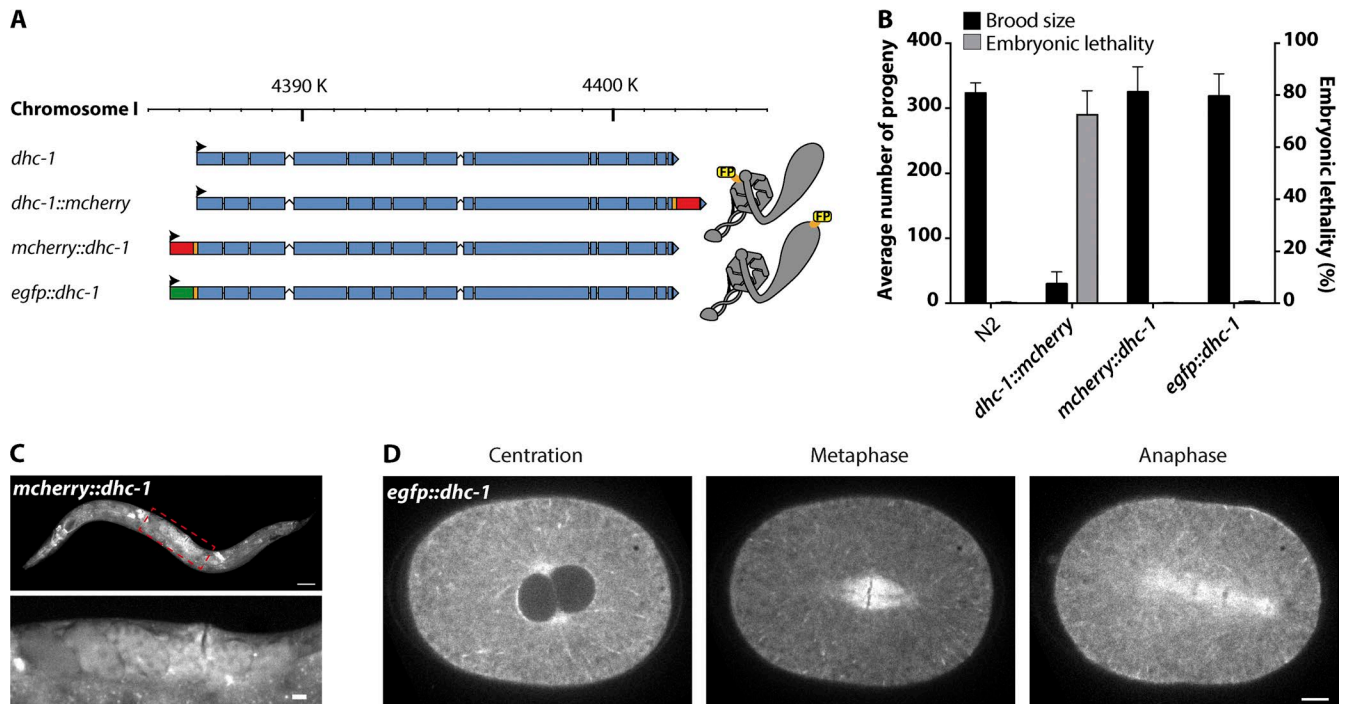 A
4390 K
4400 K
Chromosome I
dhc-1
dhc-1::mcherry
mcherry::dhc-1
egfp::dhc-1
FP
FP
B
Brood size
Embryonic lethality
Average number of progeny
400
300
200
100
0
100
80
60
40
20
0
Embryonic lethality (%)
N2
dhc-1::mcherry
mcherry::dhc-1
egfp::dhc-1
C
mcherry::dhc-1
D
Centration
Metaphase
Anaphase
egfp::dhc-1